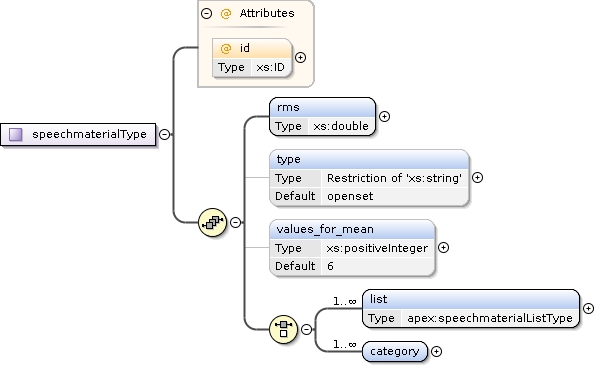 @ Attributes
@ id
Type xs:ID
speechmaterialType
rms
Type xs:double
type
Type Restriction of 'xs:string'
Default openset
values_for_mean
Type xs:positiveInteger
Default 6
1..∞ list
Type apex:speechmaterialListType
1..∞ category